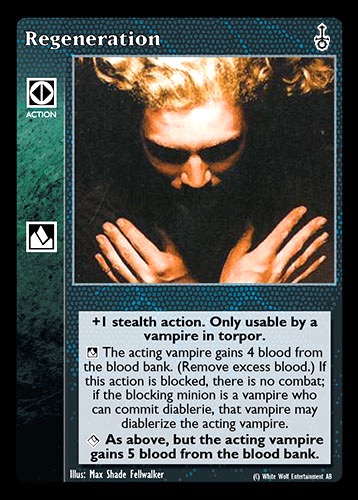 Regeneration
ACTION
+1 stealth action. Only usable by a
vampire in torpor.
The acting vampire gains 4 blood from
the blood bank. (Remove excess blood.) If
this action is blocked, there is no combat;
if the blocking minion is a vampire who
can commit diablerie, that vampire may
diablerize the acting vampire.
As above, but the acting vampire
gains 5 blood from the blood bank.
Illus: Max Shade Fellwalker
(C) White Wolf Entertainment AB